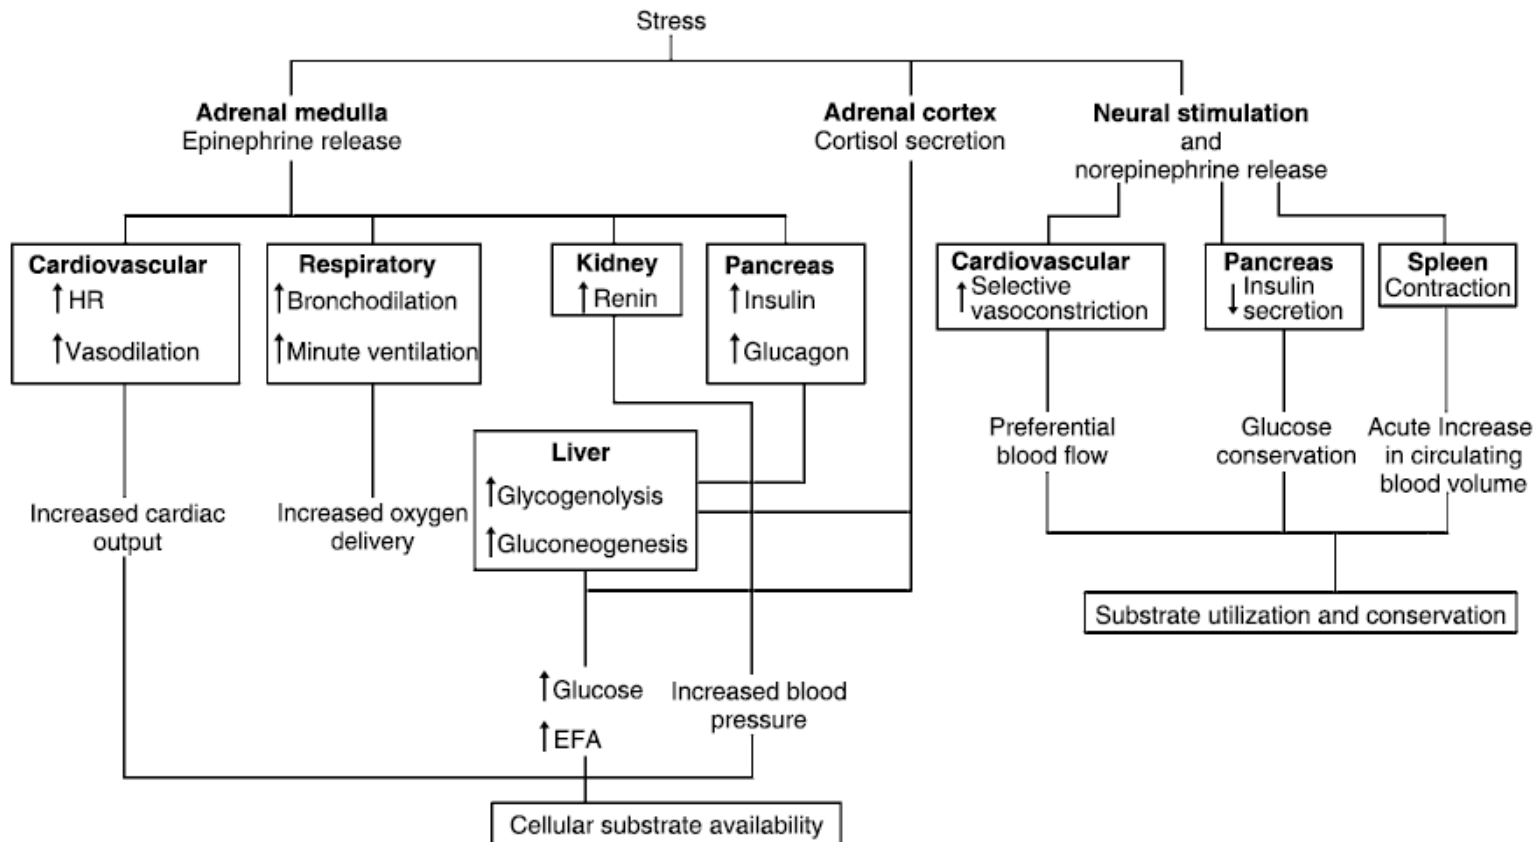 Stress
Adrenal medulla
Epinephrine release
Adrenal cortex
Cortisol secretion
Neural stimulation
and
norepinephrine release
Cardiovascular
↑HR
↑Vasodilation
Respiratory
↑Bronchodilation
↑Minute ventilation
Kidney
↑Renin
Pancreas
↑Insulin
↑Glucagon
Cardiovascular
↑Selective
vasoconstriction
Pancreas
↓Insulin
secretion
Spleen
Contraction
Liver
↑Glycogenolysis
↑Gluconeogenesis
Preferential
blood flow
Glucose
conservation
Acute Increase
in circulating
blood volume
Increased cardiac
output
Increased oxygen
delivery
Substrate utilization and conservation
↑Glucose
↑EFA
Increased blood
pressure
Cellular substrate availability